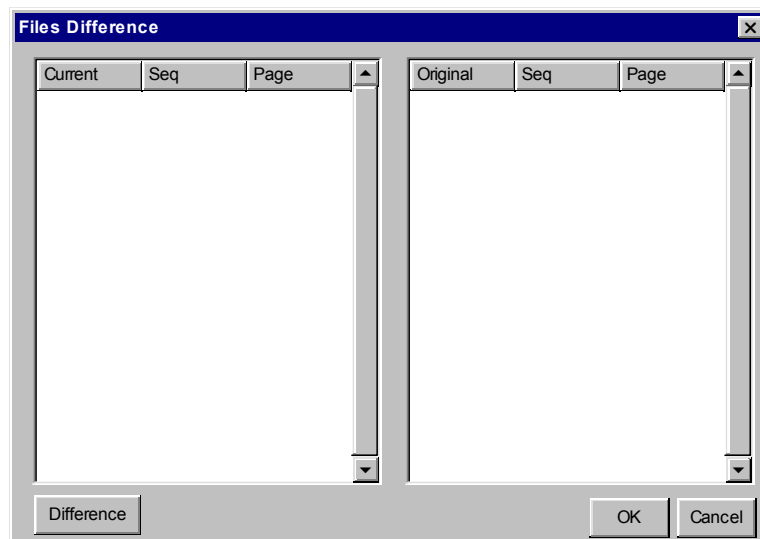 Files Difference
Current Seq Page Original Seq Page
Difference OK Cancel